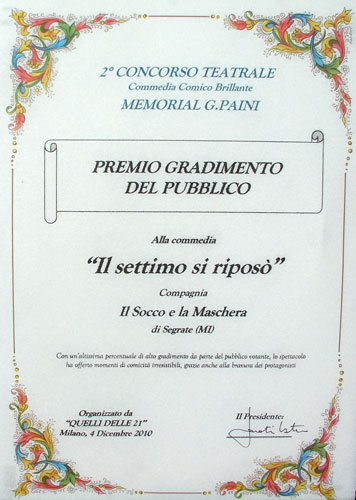 2° CONCORSO TEATRALE
Commedia Comico Brillante
MEMORIAL G.PAINI
PREMIO GRADIMENTO
DEL PUBBLICO
Alla commedia
“Il settimo si riposò”
Compagnia
Il Socco e la Maschera
di Segrate (MI)
Con un'altissima percentuale di alto gradimento da parte del pubblico votante, lo spettacolo
ha offerto momenti di comicità irresistibili, grazie anche alla bravura dei protagonisti
Organizzato da
“QUELLI DELLE 21”
Milano, 4 Dicembre 2010
Il Presidente: